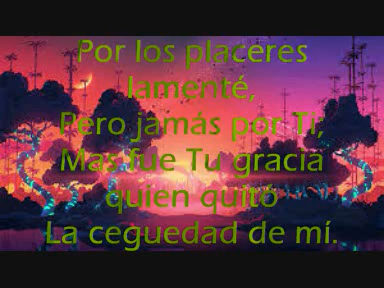 Por los placeres
lamenté,
Pero jamás por Ti,
Mas fue Tu gracia
quien quitó
La ceguedad de mí.